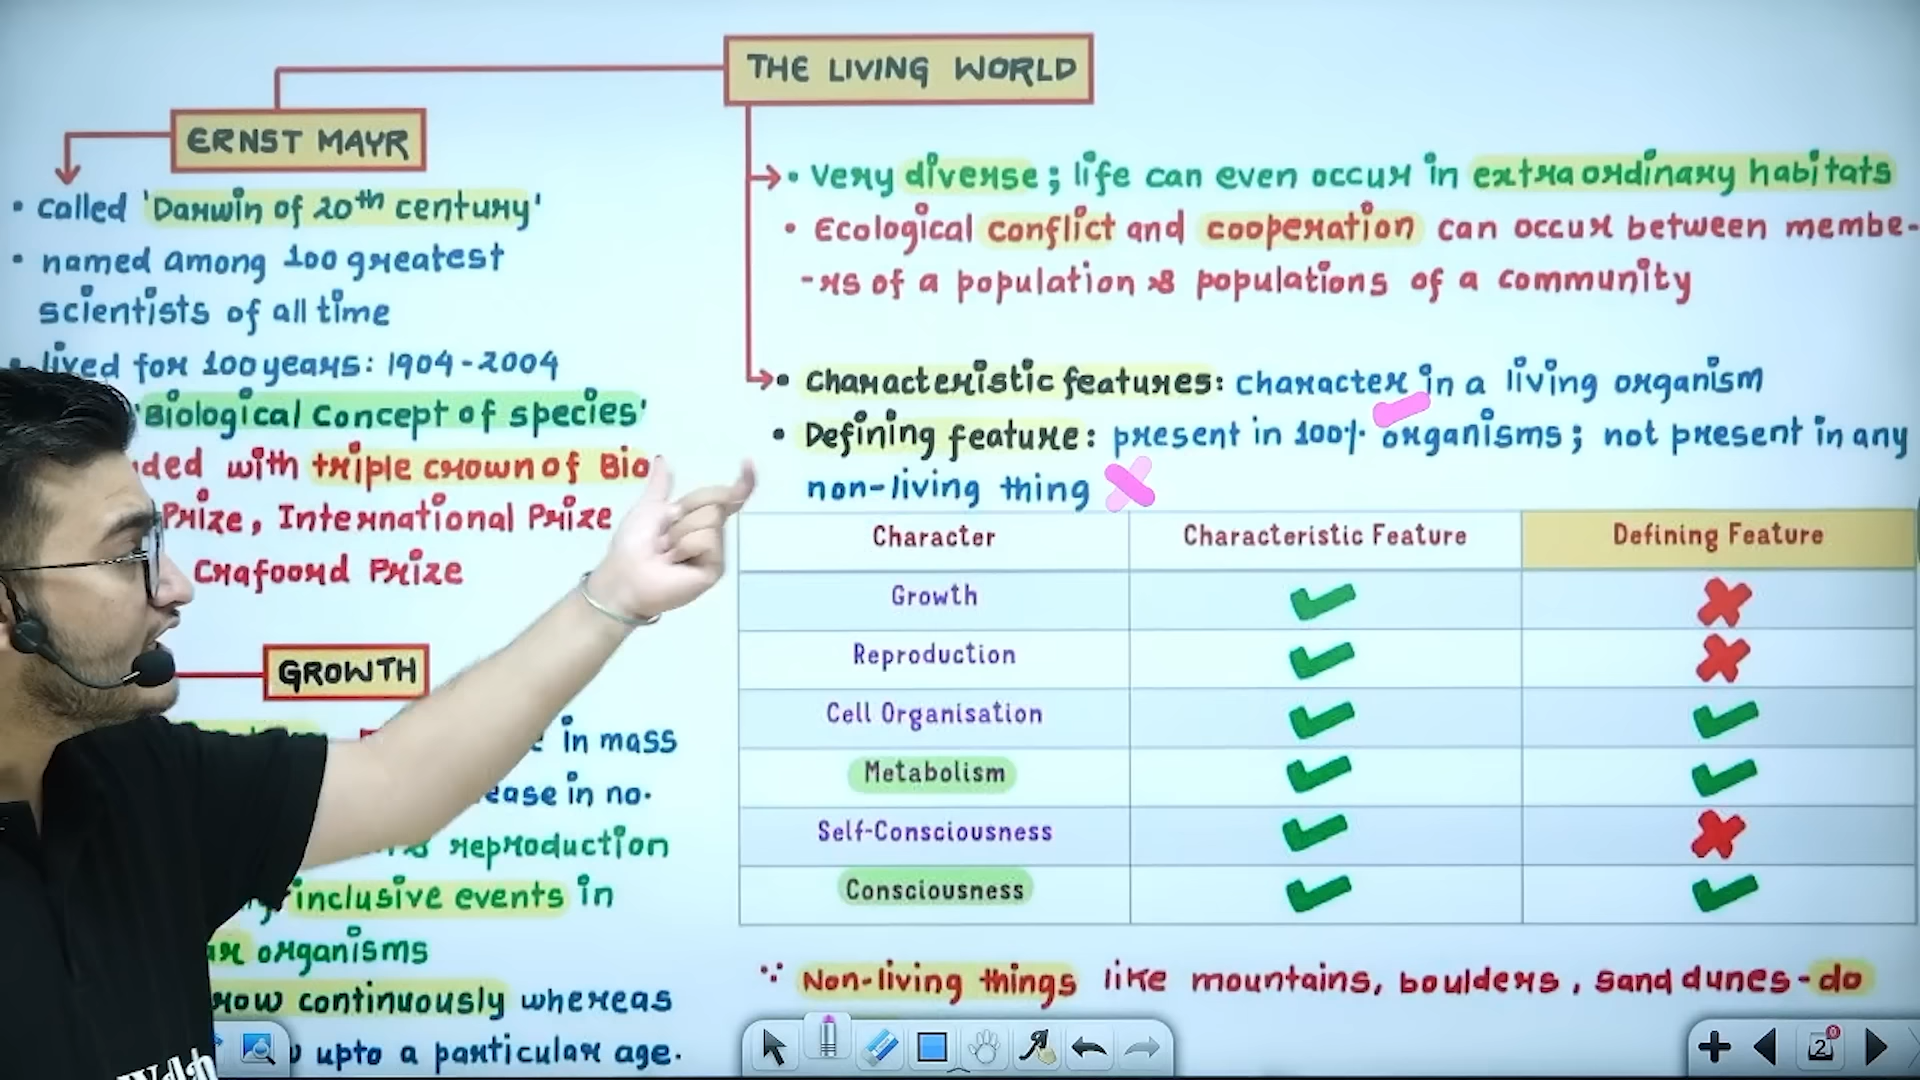 THE LIVING WORLD
ERNST MAYR
• called 'Darwin of 20th century'
• named among 100 greatest
scientists of all time
• lived for 100 years: 1904-2004
'Biological Concept of species'
with triple crown of Bio
Prize, International Prize
Crafoord Prize
GROWTH
in mass
in no.
reproduction
inclusive events in
organisms
continuously whereas
upto a particular age.
• Very diverse; life can even occur in extraordinary habitats
• Ecological conflict and cooperation can occur between membe-
-rs of a population & populations of a community
• Characteristic features: character in a living organism
• Defining feature: present in 100% organisms; not present in any
non-living thing
Character Characteristic Feature Defining Feature
Growth ✔ ✘
Reproduction ✔ ✘
Cell Organisation ✔ ✔
Metabolism ✔ ✔
Self-Consciousness ✔ ✘
Consciousness ✔ ✔
∵ Non-living things like mountains, boulders, sand dunes - do
2
0